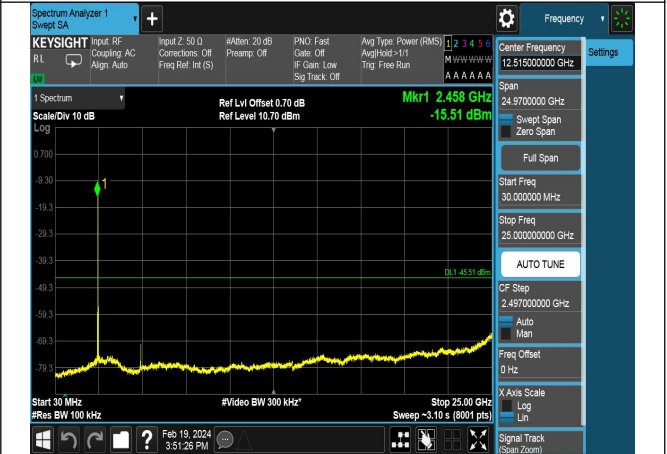 Spectrum Analyzer 1
Swept SA
Frequency
KEYSIGHT
RL
Input: RF
Coupling: AC
Align: Auto
Input Z: 50 Ω
Corrections: Off
Freq Ref: Int (S)
#Atten: 20 dB
Preamp: Off
PNO: Fast
Gate: Off
IF Gain: Low
Sig Track: Off
Avg Type: Power (RMS)
Avg|Hold:>1/1
Trig: Free Run
1 2 3 4 5 6
M W W W W W
A A A A A A
1 Spectrum
Scale/Div 10 dB
Log
Ref Lvl Offset 0.70 dB
Ref Level 10.70 dBm
Mkr1 2.458 GHz
-15.51 dBm
0.700
-9.30
-19.3
-29.3
-39.3
-49.3
-59.3
-69.3
-79.3
1
DL1 -45.51 dBm
Start 30 MHz
#Res BW 100 kHz
#Video BW 300 kHz*
Stop 25.00 GHz
Sweep ~3.10 s (8001 pts)
Feb 19, 2024
3:51:26 PM
Center Frequency
12.515000000 GHz
Settings
Span
24.9700000 GHz
Swept Span
Zero Span
Full Span
Start Freq
30.000000 MHz
Stop Freq
25.000000000 GHz
AUTO TUNE
CF Step
2.497000000 GHz
Auto
Man
Freq Offset
0 Hz
X Axis Scale
Log
Lin
Signal Track
(Span Zoom)